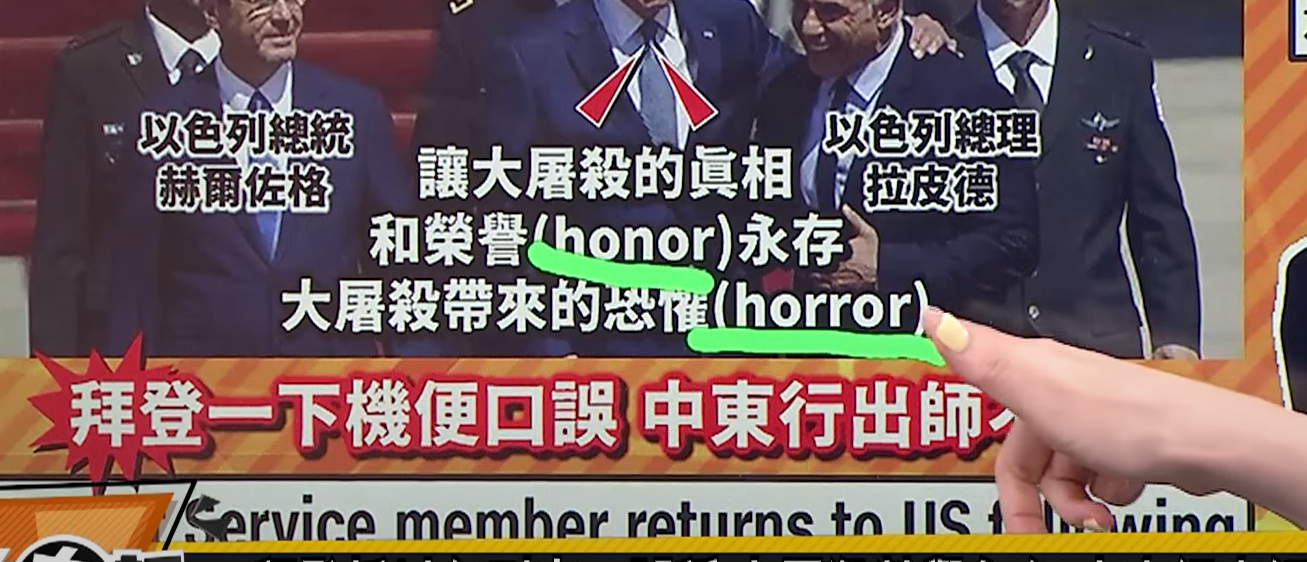 以色列總統
赫爾佐格
以色列總理
拉皮德
讓大屠殺的眞相
和榮譽(honor)永存
大屠殺帶來的恐懼(horror)
拜登一下機便口誤 中東行出師
Service member returns to US following